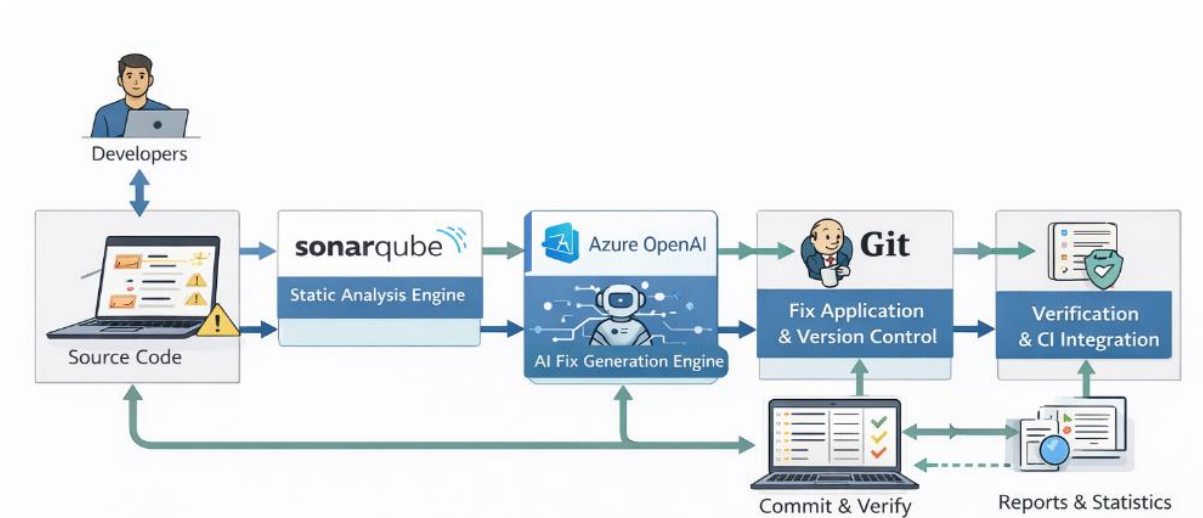 Developers
sonarqube
Static Analysis Engine
Azure OpenAI
AI Fix Generation Engine
Git
Fix Application
& Version Control
Verification
& CI Integration
Source Code
Commit & Verify
Reports & Statistics